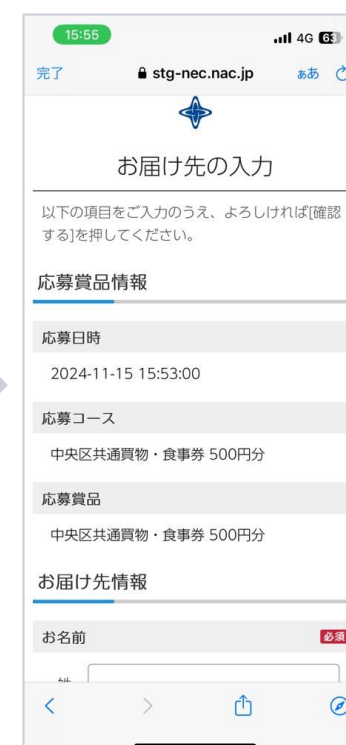 15:55
4G 63
完了 stg-nec.nac.jp ぁあ
お届け先の入力
以下の項目をご入力のうえ、よろしければ[確認
する]を押してください。
応募賞品情報
応募日時
2024-11-15 15:53:00
応募コース
中央区共通買物・食事券 500円分
応募賞品
中央区共通買物・食事券 500円分
お届け先情報
お名前 必須